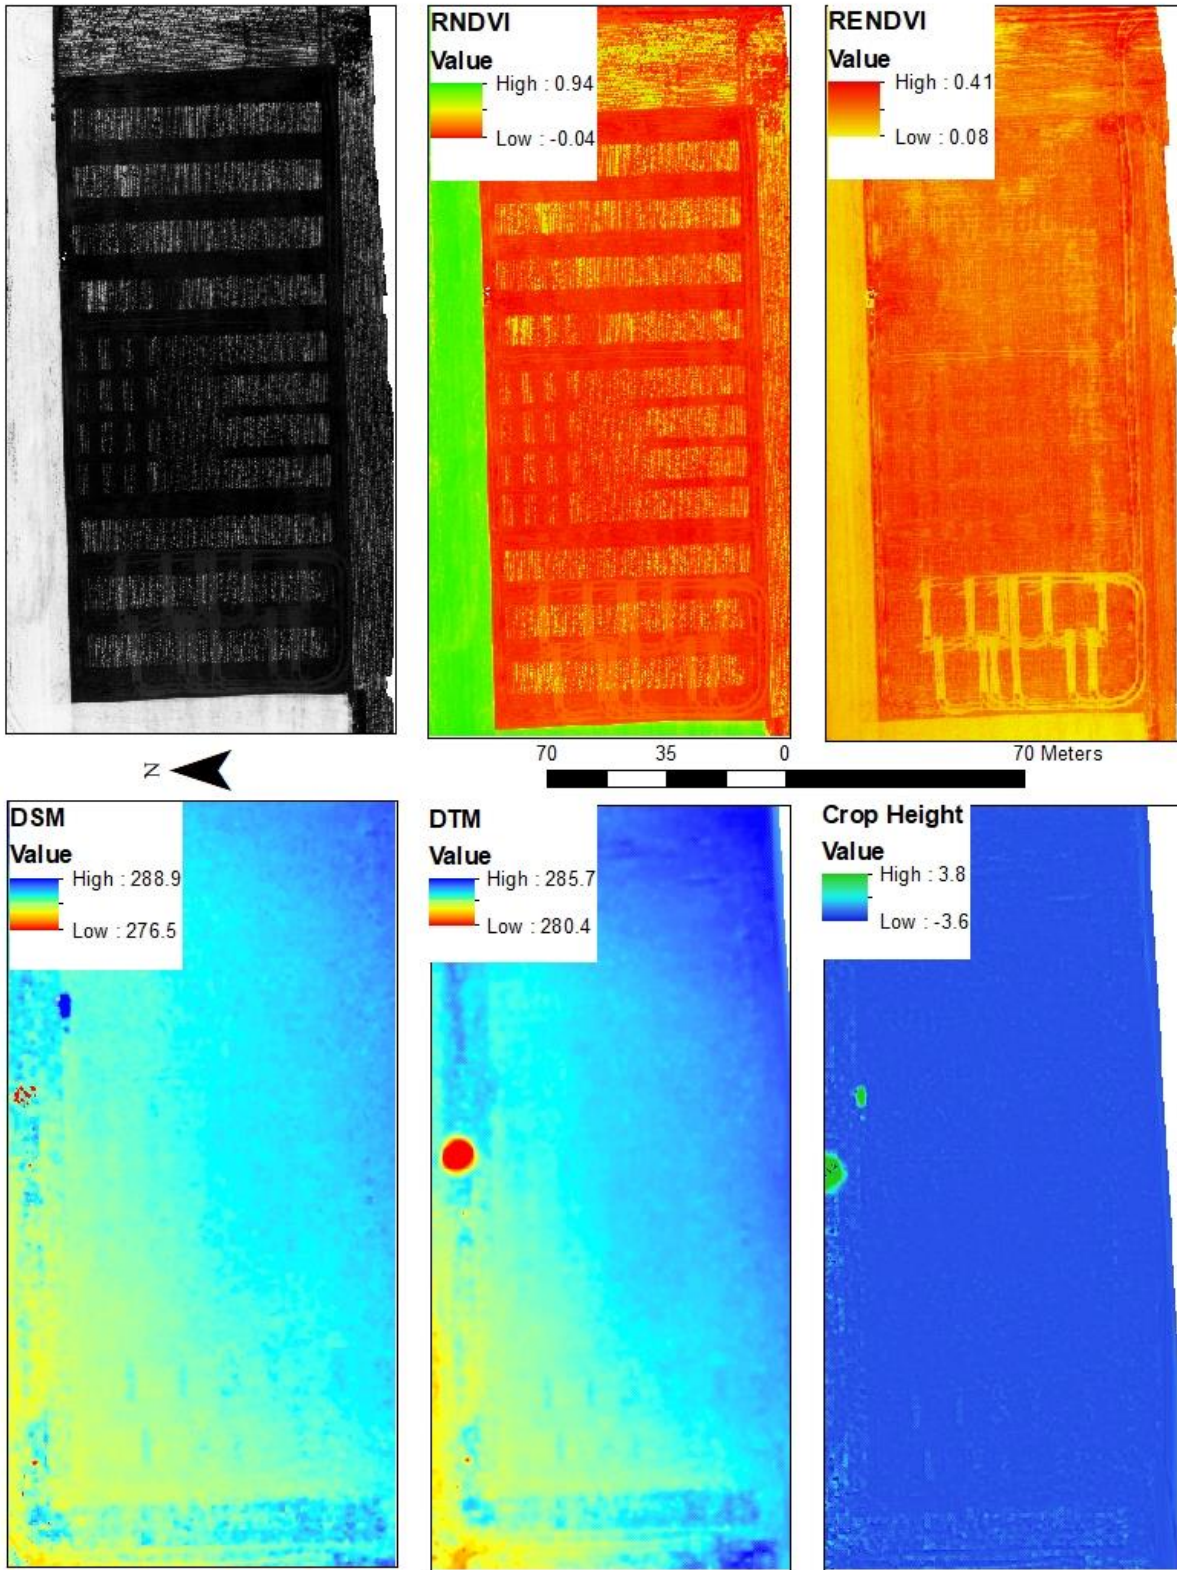 RNDVI
Value
High : 0.94
Low : -0.04
RENDVI
Value
High : 0.41
Low : 0.08
N
70 35 0 70 Meters
DSM
Value
High : 288.9
Low : 276.5
DTM
Value
High : 285.7
Low : 280.4
Crop Height
Value
High : 3.8
Low : -3.6